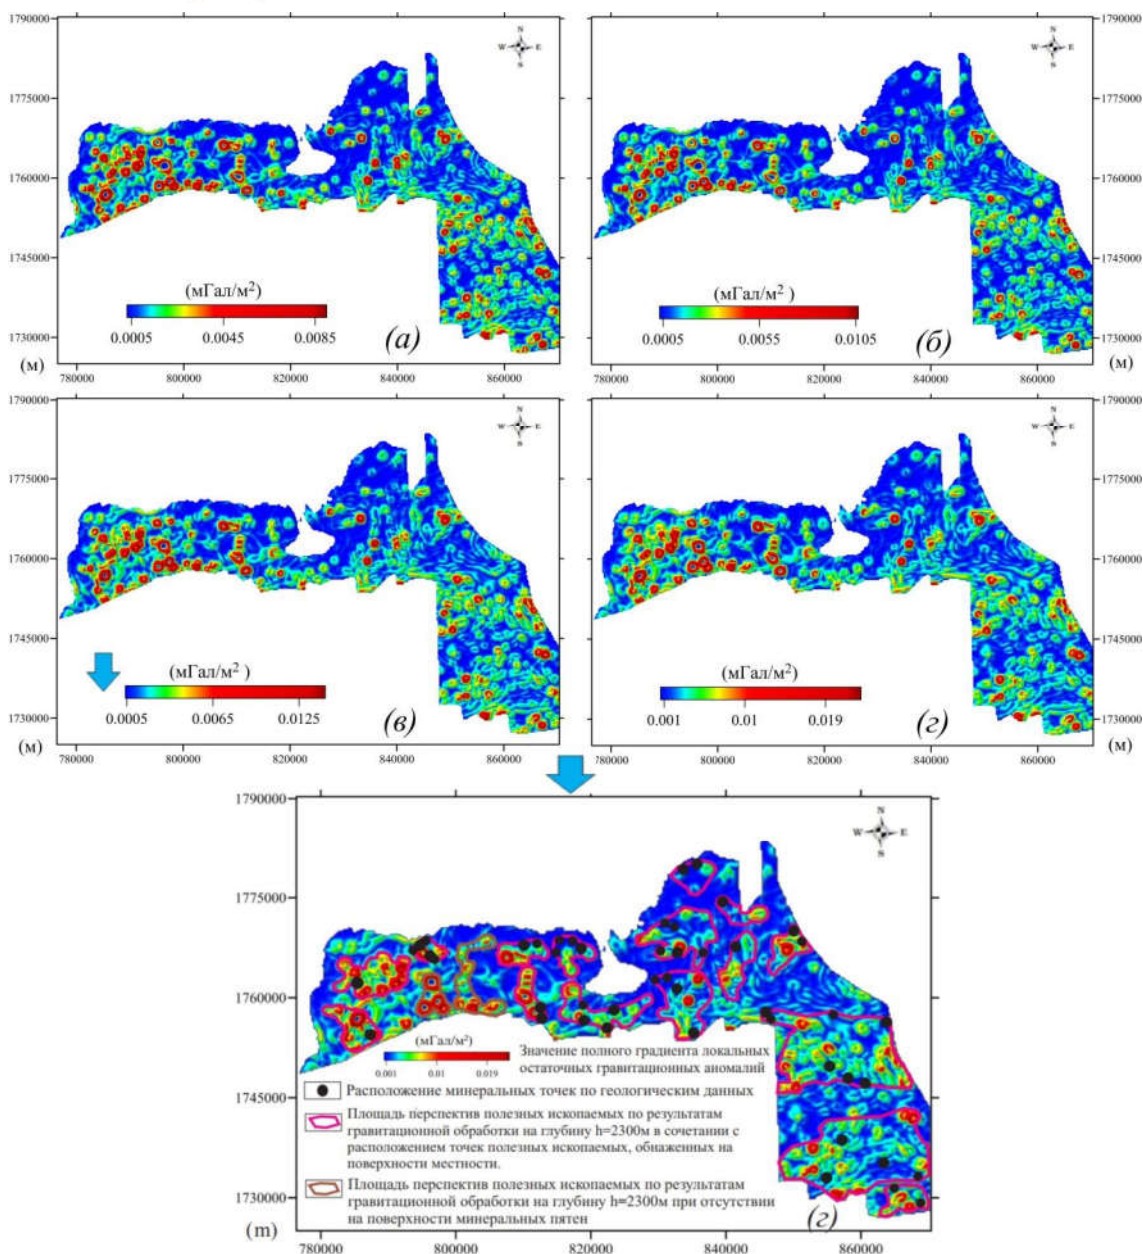 1790000
1775000
1760000
1745000
1730000
(м)
N
W E
S
(мГал/м²)
0.0005 0.0045 0.0085
(а)
780000 800000 820000 840000 860000
1790000
1775000
1760000
1745000
1730000
(м)
N
W E
S
(мГал/м² )
0.0005 0.0055 0.0105
(б)
780000 800000 820000 840000 860000
1790000
1775000
1760000
1745000
1730000
(м)
N
W E
S
(мГал/м² )
0.0005 0.0065 0.0125
(в)
780000 800000 820000 840000 860000
1790000
1775000
1760000
1745000
1730000
(м)
N
W E
S
(мГал/м²)
0.001 0.01 0.019
(г)
780000 800000 820000 840000 860000
1790000
1775000
1760000
1745000
1730000
(m)
N
W E
S
(мГал/м²)
0.001 0.01 0.019
Значение полного градиента локальных
остаточных гравитационных аномалий
Расположение минеральных точек по геологическим данных
Площадь перспектив полезных ископаемых по результатам
гравитационной обработки на глубину h=2300м в сочетании с
расположением точек полезных ископаемых, обнаженных на
поверхности местности.
Площадь перспектив полезных ископаемых по результатам
гравитационной обработки на глубину h=2300м при отсутствии
на поверхности минеральных пятен
(г)
780000 800000 820000 840000 860000